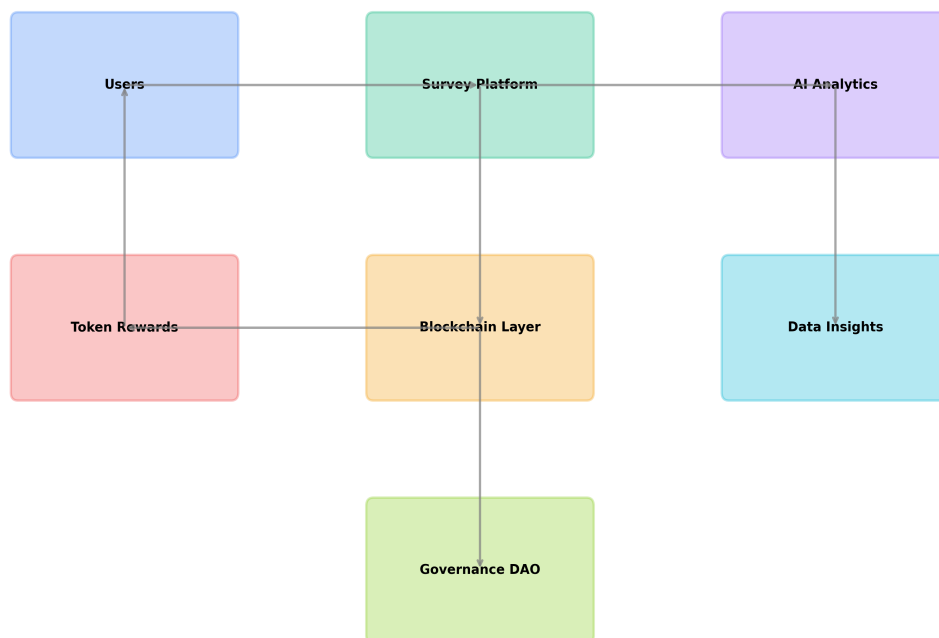 Users
Survey Platform
AI Analytics
Token Rewards
Blockchain Layer
Data Insights
Governance DAO